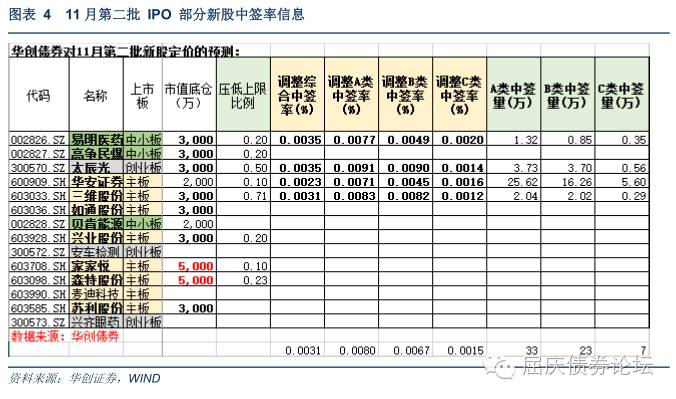 图表 4 11 月第二批 IPO 部分新股中签率信息
华创债券对11月第二批新股定价的预测:
代码 名称 上市板 市值底仓(万) 压低上限比例 调整综合中签率(%) 调整A类中签率(%) 调整B类中签率(%) 调整C类中签率(%) A类中签量(万) B类中签量(万) C类中签量(万)
002826.SZ 易明医药 中小板 3,000 0.20 0.0035 0.0077 0.0049 0.0020 1.32 0.85 0.35
002827.SZ 高争民爆 中小板 3,000 0.20
300570.SZ 太辰光 创业板 3,000 0.50 0.0035 0.0091 0.0090 0.0014 3.73 3.70 0.56
600909.SH 华安证券 主板 2,000 0.10 0.0023 0.0071 0.0045 0.0016 25.62 16.26 5.60
603033.SH 三维股份 主板 3,000 0.71 0.0031 0.0083 0.0082 0.0012 2.04 2.02 0.29
603036.SH 如通股份 主板 3,000
002828.SZ 贝肯能源 中小板 2,000
603928.SH 兴业股份 主板 3,000 0.20
300572.SZ 安车检测 创业板
603708.SH 家家悦 主板 5,000 0.10
603098.SH 森特股份 主板 5,000 0.23
603990.SH 麦迪科技 主板
603585.SH 苏利股份 主板 3,000
300573.SZ 兴齐眼药 创业板
数据来源：华创债券
0.0031 0.0080 0.0067 0.0015 33 23 7
资料来源：华创证券，WIND
屈庆债券论坛